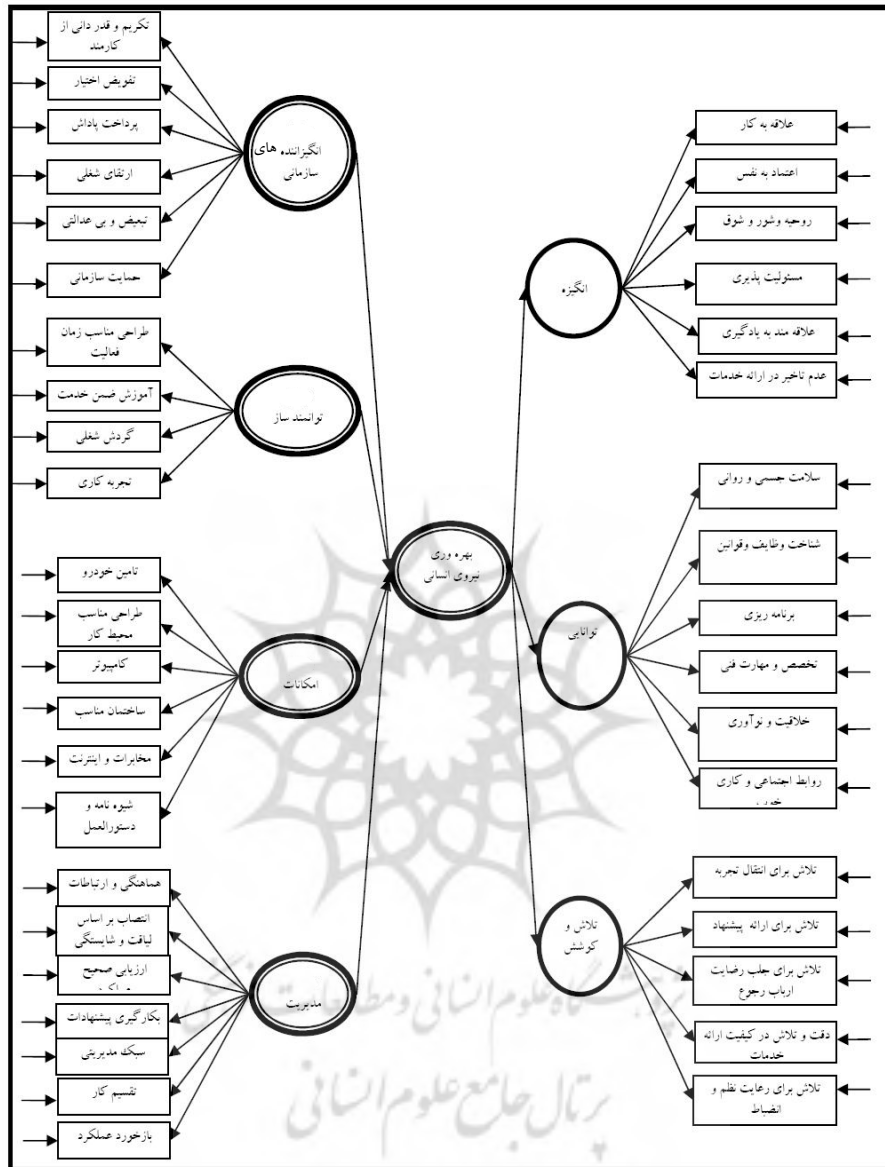 تکریم و قدر دانی از
کارمند
تفویض اختیار
پرداخت پاداش
ارتقای شغلی
تبعیض و بی عدالتی
حمایت سازمانی
انگیزاننده های
سازمانی
طراحی مناسب زمان
فعالیت
آموزش ضمن خدمت
گردش شغلی
تجربه کاری
توانمند ساز
تامین خودرو
طراحی مناسب
محیط کار
کامپیوتر
ساختمان مناسب
مخابرات و اینترنت
شیوه نامه و
دستورالعمل
امکانات
هماهنگی و ارتباطات
انتصاب بر اساس
لیاقت و شایستگی
ارزیابی صحیح
بکارگیری پیشنهادات
سبک مدیریتی
تقسیم کار
بازخورد عملکرد
مدیریت
بهره وری
نیروی انسانی
انگیزه
علاقه به کار
اعتماد به نفس
روحیه وشور و شوق
مسئولیت پذیری
علاقه مند به یادگیری
عدم تاخیر در ارائه خدمات
توانایی
سلامت جسمی و روانی
شناخت وظایف وقوانین
برنامه ریزی
تخصص و مهارت فنی
خلاقیت و نوآوری
روابط اجتماعی و کاری
تلاش و
کوشش
تلاش برای انتقال تجربه
تلاش برای ارائه پیشنهاد
تلاش برای جلب رضایت
ارباب رجوع
دقت و تلاش در کیفیت ارائه
خدمات
تلاش برای رعایت نظم و
انضباط
پژوهشگاه علوم انسانی و مطالعات فرهنگی
پرتال جامع علوم انسانی